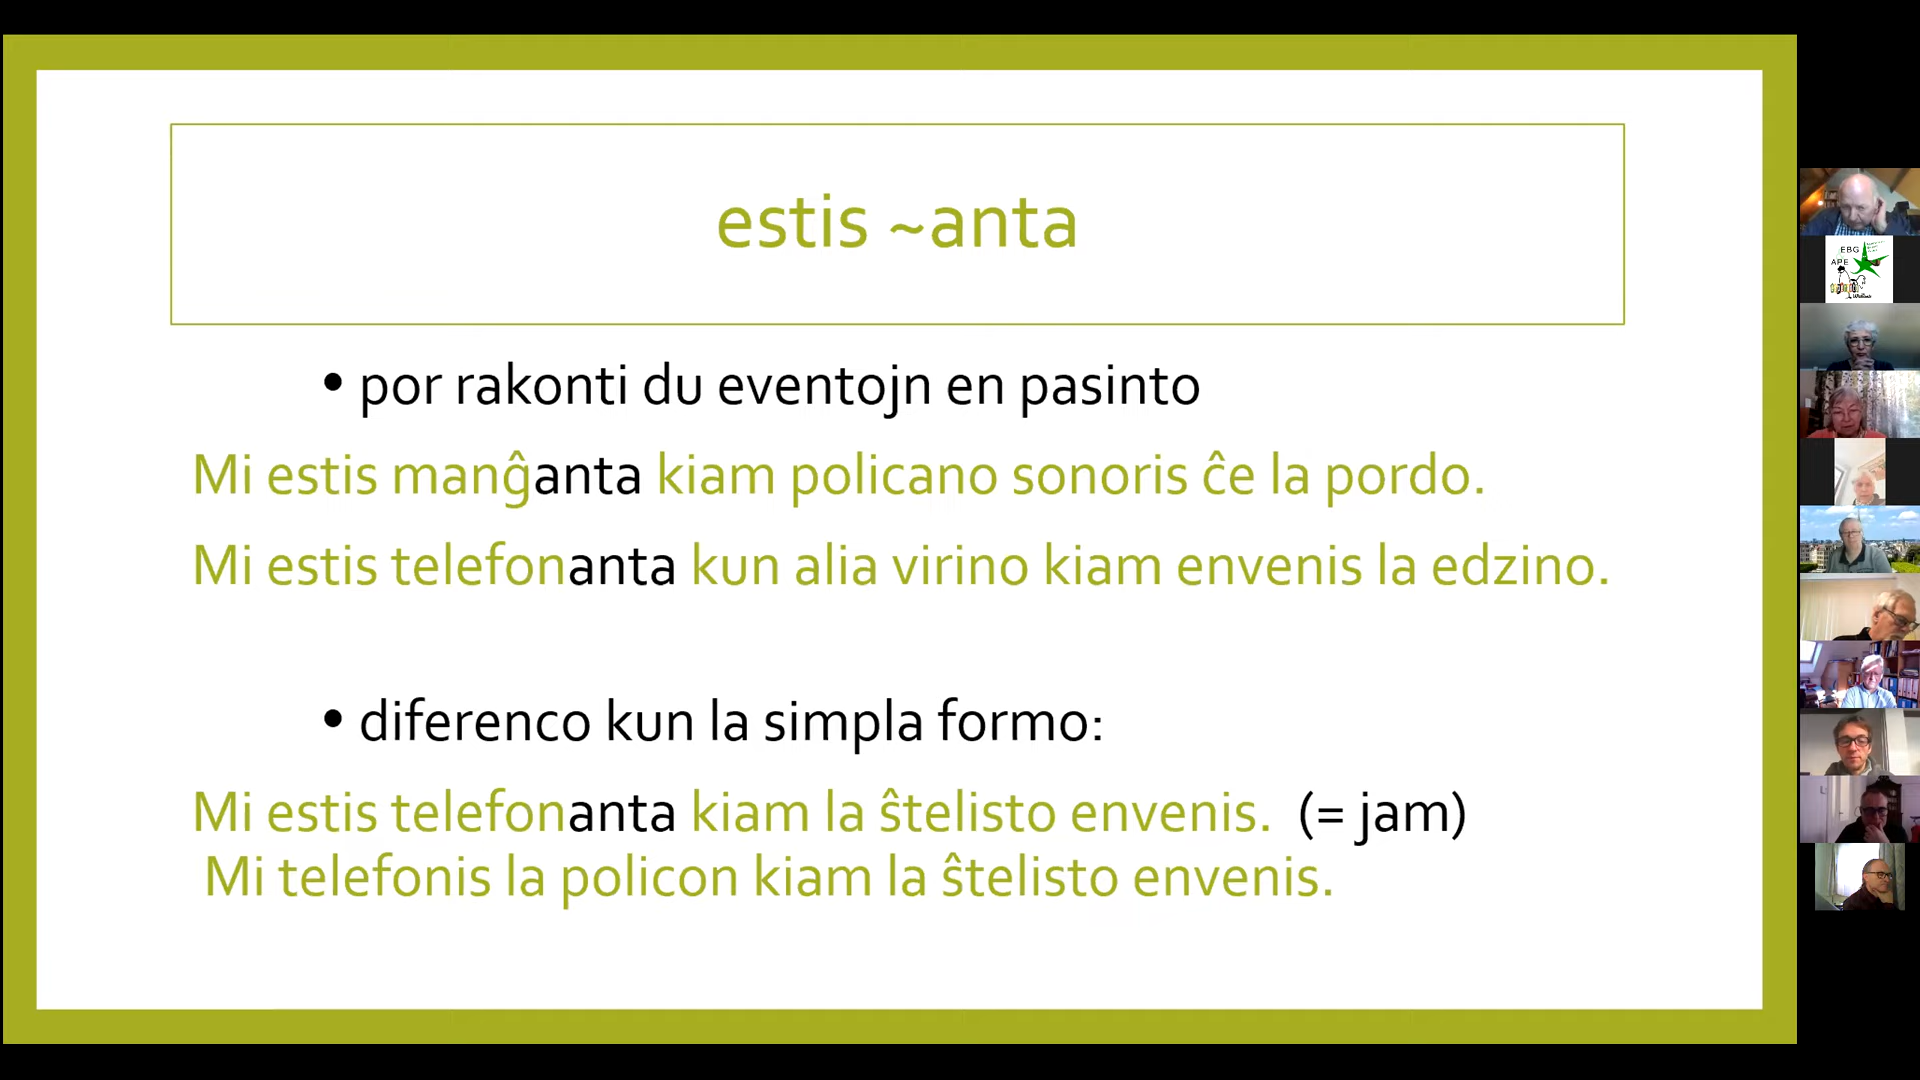 estis ~anta
• por rakonti du eventojn en pasinto
Mi estis manĝanta kiam policano sonoris ĉe la pordo.
Mi estis telefonanta kun alia virino kiam envenis la edzino.
• diferenco kun la simpla formo:
Mi estis telefonanta kiam la ŝtelisto envenis. (= jam)
Mi telefonis la policon kiam la ŝtelisto envenis.
EBG
APE